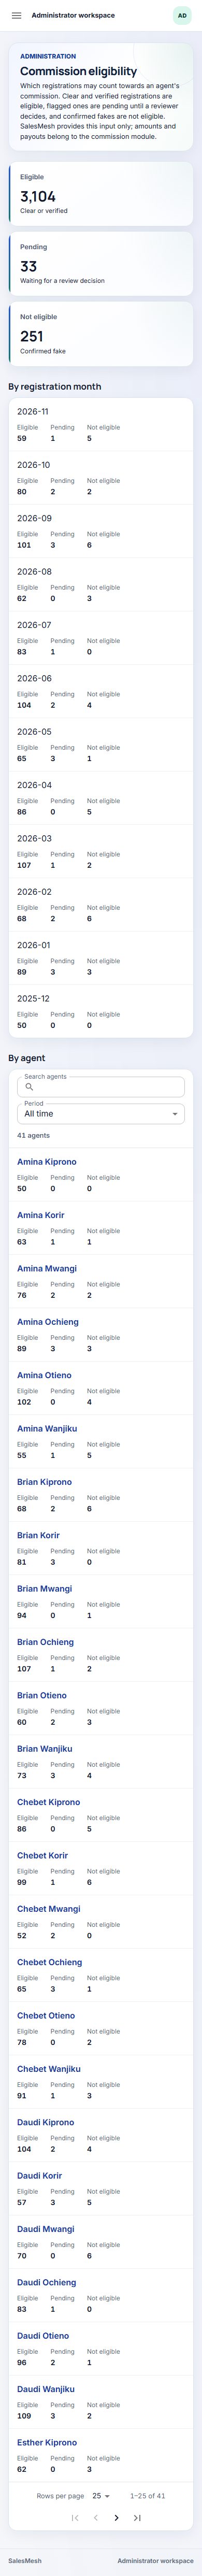 Administrator workspace
AD
ADMINISTRATION
Commission eligibility
Which registrations may count towards an agent's
commission. Clear and verified registrations are
eligible, flagged ones are pending until a reviewer
decides, and confirmed fakes are not eligible.
SalesMesh provides this input only; amounts and
payouts belong to the commission module.
Eligible
3,104
Clear or verified
Pending
33
Waiting for a review decision
Not eligible
251
Confirmed fake
By registration month
2026-11
Eligible Pending Not eligible
59 1 5
2026-10
Eligible Pending Not eligible
80 2 2
2026-09
Eligible Pending Not eligible
101 3 6
2026-08
Eligible Pending Not eligible
62 0 3
2026-07
Eligible Pending Not eligible
83 1 0
2026-06
Eligible Pending Not eligible
104 2 4
2026-05
Eligible Pending Not eligible
65 3 1
2026-04
Eligible Pending Not eligible
86 0 5
2026-03
Eligible Pending Not eligible
107 1 2
2026-02
Eligible Pending Not eligible
68 2 6
2026-01
Eligible Pending Not eligible
89 3 3
2025-12
Eligible Pending Not eligible
50 0 0
By agent
Search agents
Period
All time
41 agents
Amina Kiprono
Eligible Pending Not eligible
50 0 0
Amina Korir
Eligible Pending Not eligible
63 1 1
Amina Mwangi
Eligible Pending Not eligible
76 2 2
Amina Ochieng
Eligible Pending Not eligible
89 3 3
Amina Otieno
Eligible Pending Not eligible
102 0 4
Amina Wanjiku
Eligible Pending Not eligible
55 1 5
Brian Kiprono
Eligible Pending Not eligible
68 2 6
Brian Korir
Eligible Pending Not eligible
81 3 0
Brian Mwangi
Eligible Pending Not eligible
94 0 1
Brian Ochieng
Eligible Pending Not eligible
107 1 2
Brian Otieno
Eligible Pending Not eligible
60 2 3
Brian Wanjiku
Eligible Pending Not eligible
73 3 4
Chebet Kiprono
Eligible Pending Not eligible
86 0 5
Chebet Korir
Eligible Pending Not eligible
99 1 6
Chebet Mwangi
Eligible Pending Not eligible
52 2 0
Chebet Ochieng
Eligible Pending Not eligible
65 3 1
Chebet Otieno
Eligible Pending Not eligible
78 0 2
Chebet Wanjiku
Eligible Pending Not eligible
91 1 3
Daudi Kiprono
Eligible Pending Not eligible
104 2 4
Daudi Korir
Eligible Pending Not eligible
57 3 5
Daudi Mwangi
Eligible Pending Not eligible
70 0 6
Daudi Ochieng
Eligible Pending Not eligible
83 1 0
Daudi Otieno
Eligible Pending Not eligible
96 2 1
Daudi Wanjiku
Eligible Pending Not eligible
109 3 2
Esther Kiprono
Eligible Pending Not eligible
62 0 3
Rows per page 25 1–25 of 41
SalesMesh Administrator workspace